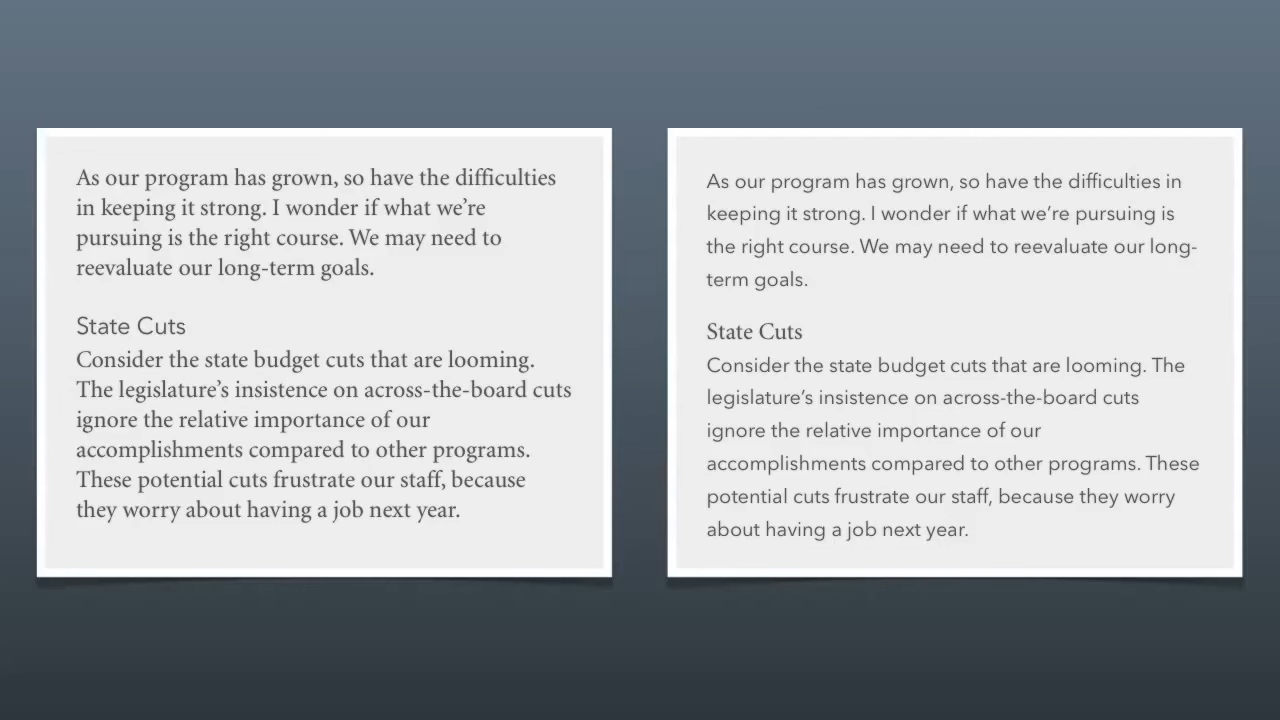 As our program has grown, so have the difficulties
in keeping it strong. I wonder if what we’re
pursuing is the right course. We may need to
reevaluate our long-term goals.
State Cuts
Consider the state budget cuts that are looming.
The legislature’s insistence on across-the-board cuts
ignore the relative importance of our
accomplishments compared to other programs.
These potential cuts frustrate our staff, because
they worry about having a job next year.
As our program has grown, so have the difficulties in
keeping it strong. I wonder if what we’re pursuing is
the right course. We may need to reevaluate our long-
term goals.
State Cuts
Consider the state budget cuts that are looming. The
legislature’s insistence on across-the-board cuts
ignore the relative importance of our
accomplishments compared to other programs. These
potential cuts frustrate our staff, because they worry
about having a job next year.